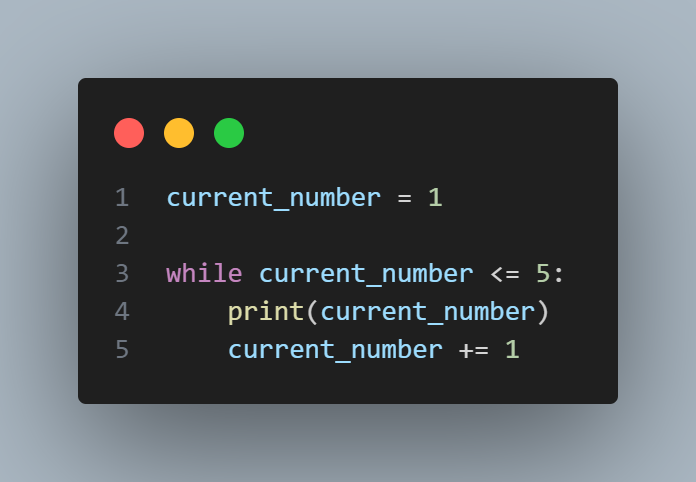 1 current_number = 1
2
3 while current_number <= 5:
4     print(current_number)
5     current_number += 1